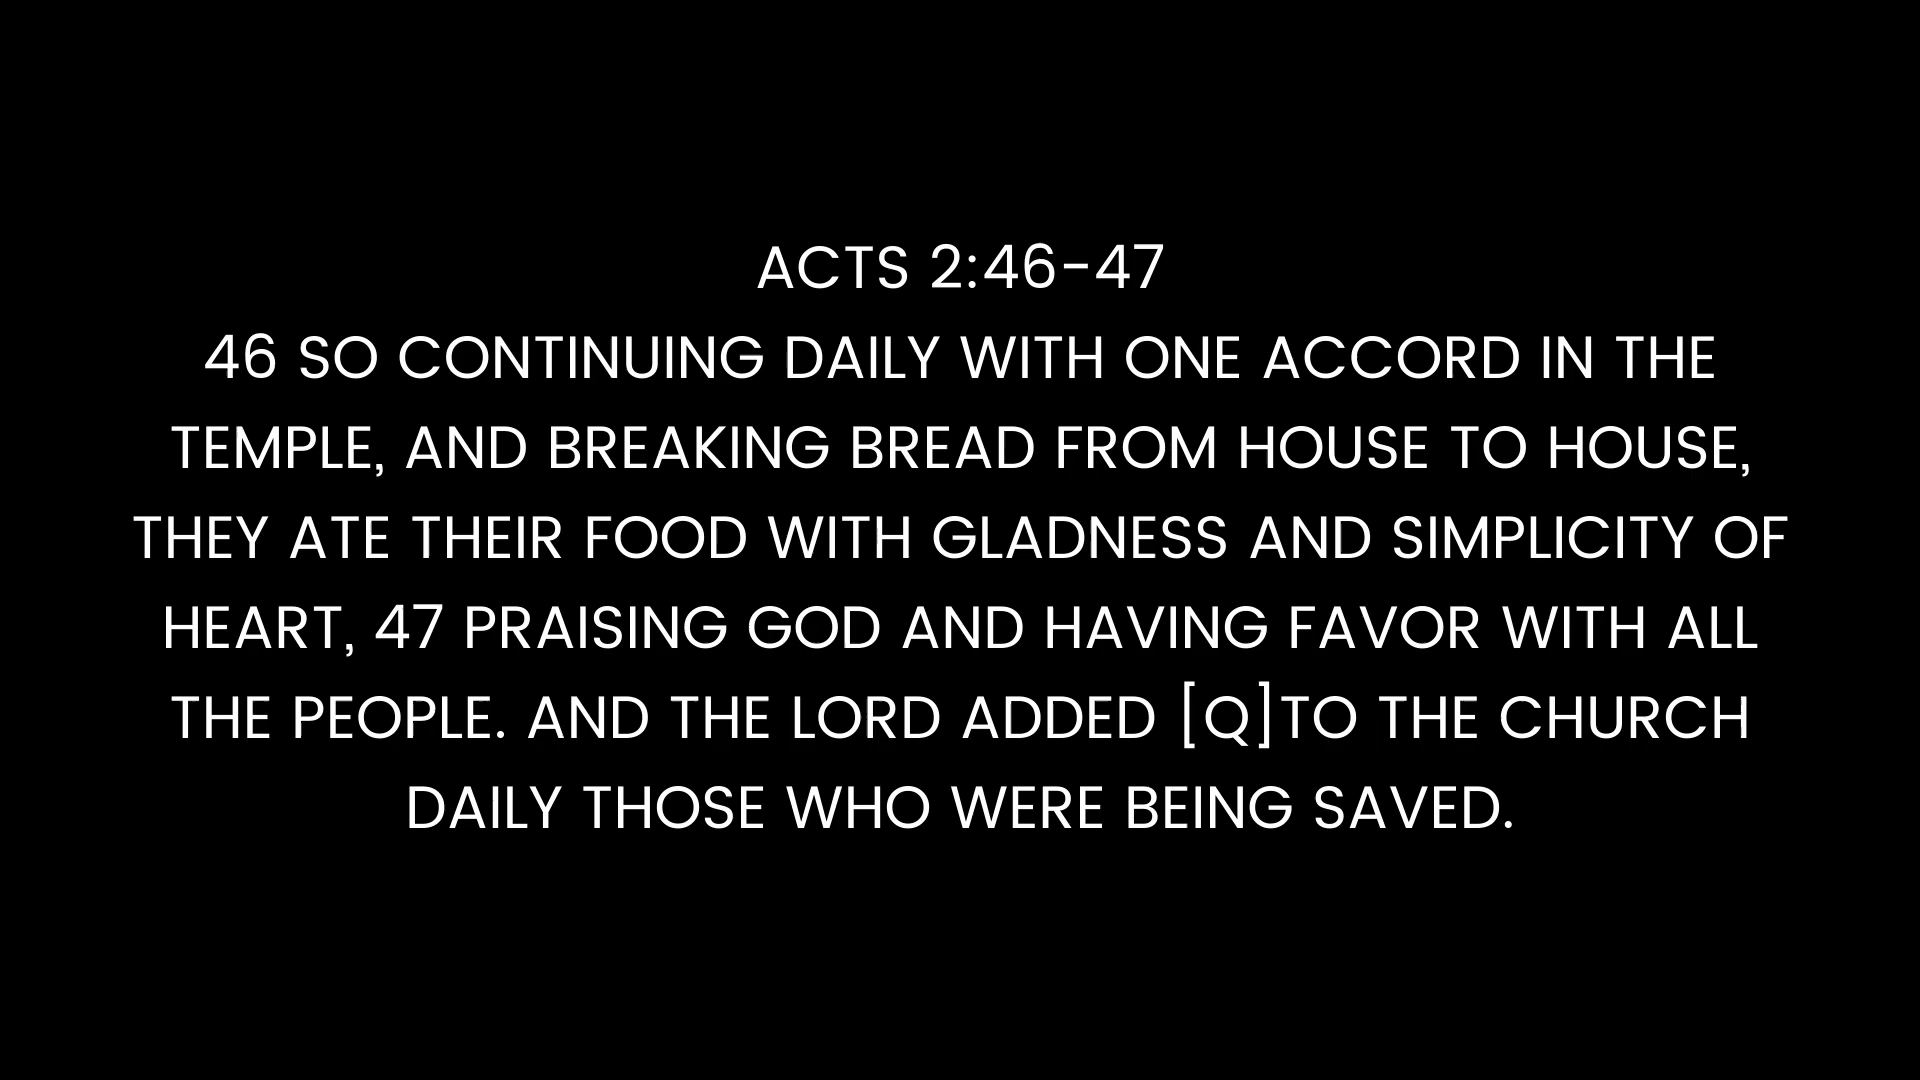 ACTS 2:46-47
46 SO CONTINUING DAILY WITH ONE ACCORD IN THE
TEMPLE, AND BREAKING BREAD FROM HOUSE TO HOUSE,
THEY ATE THEIR FOOD WITH GLADNESS AND SIMPLICITY OF
HEART, 47 PRAISING GOD AND HAVING FAVOR WITH ALL
THE PEOPLE. AND THE LORD ADDED [Q]TO THE CHURCH
DAILY THOSE WHO WERE BEING SAVED.